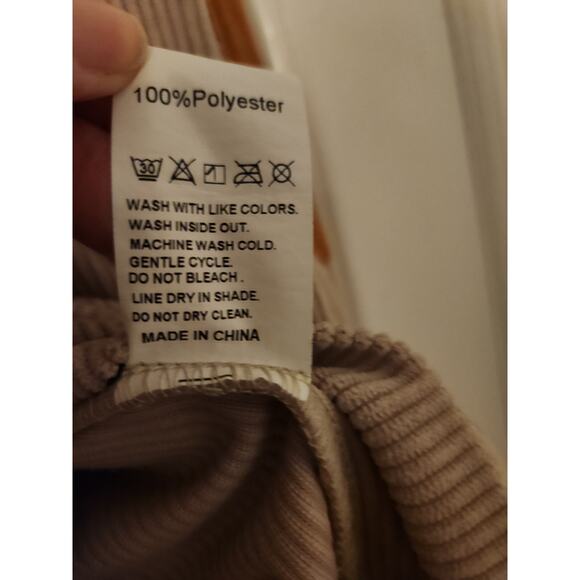 100%Polyester
30
WASH WITH LIKE COLORS.
WASH INSIDE OUT.
MACHINE WASH COLD.
GENTLE CYCLE.
DO NOT BLEACH.
LINE DRY IN SHADE.
DO NOT DRY CLEAN.
MADE IN CHINA